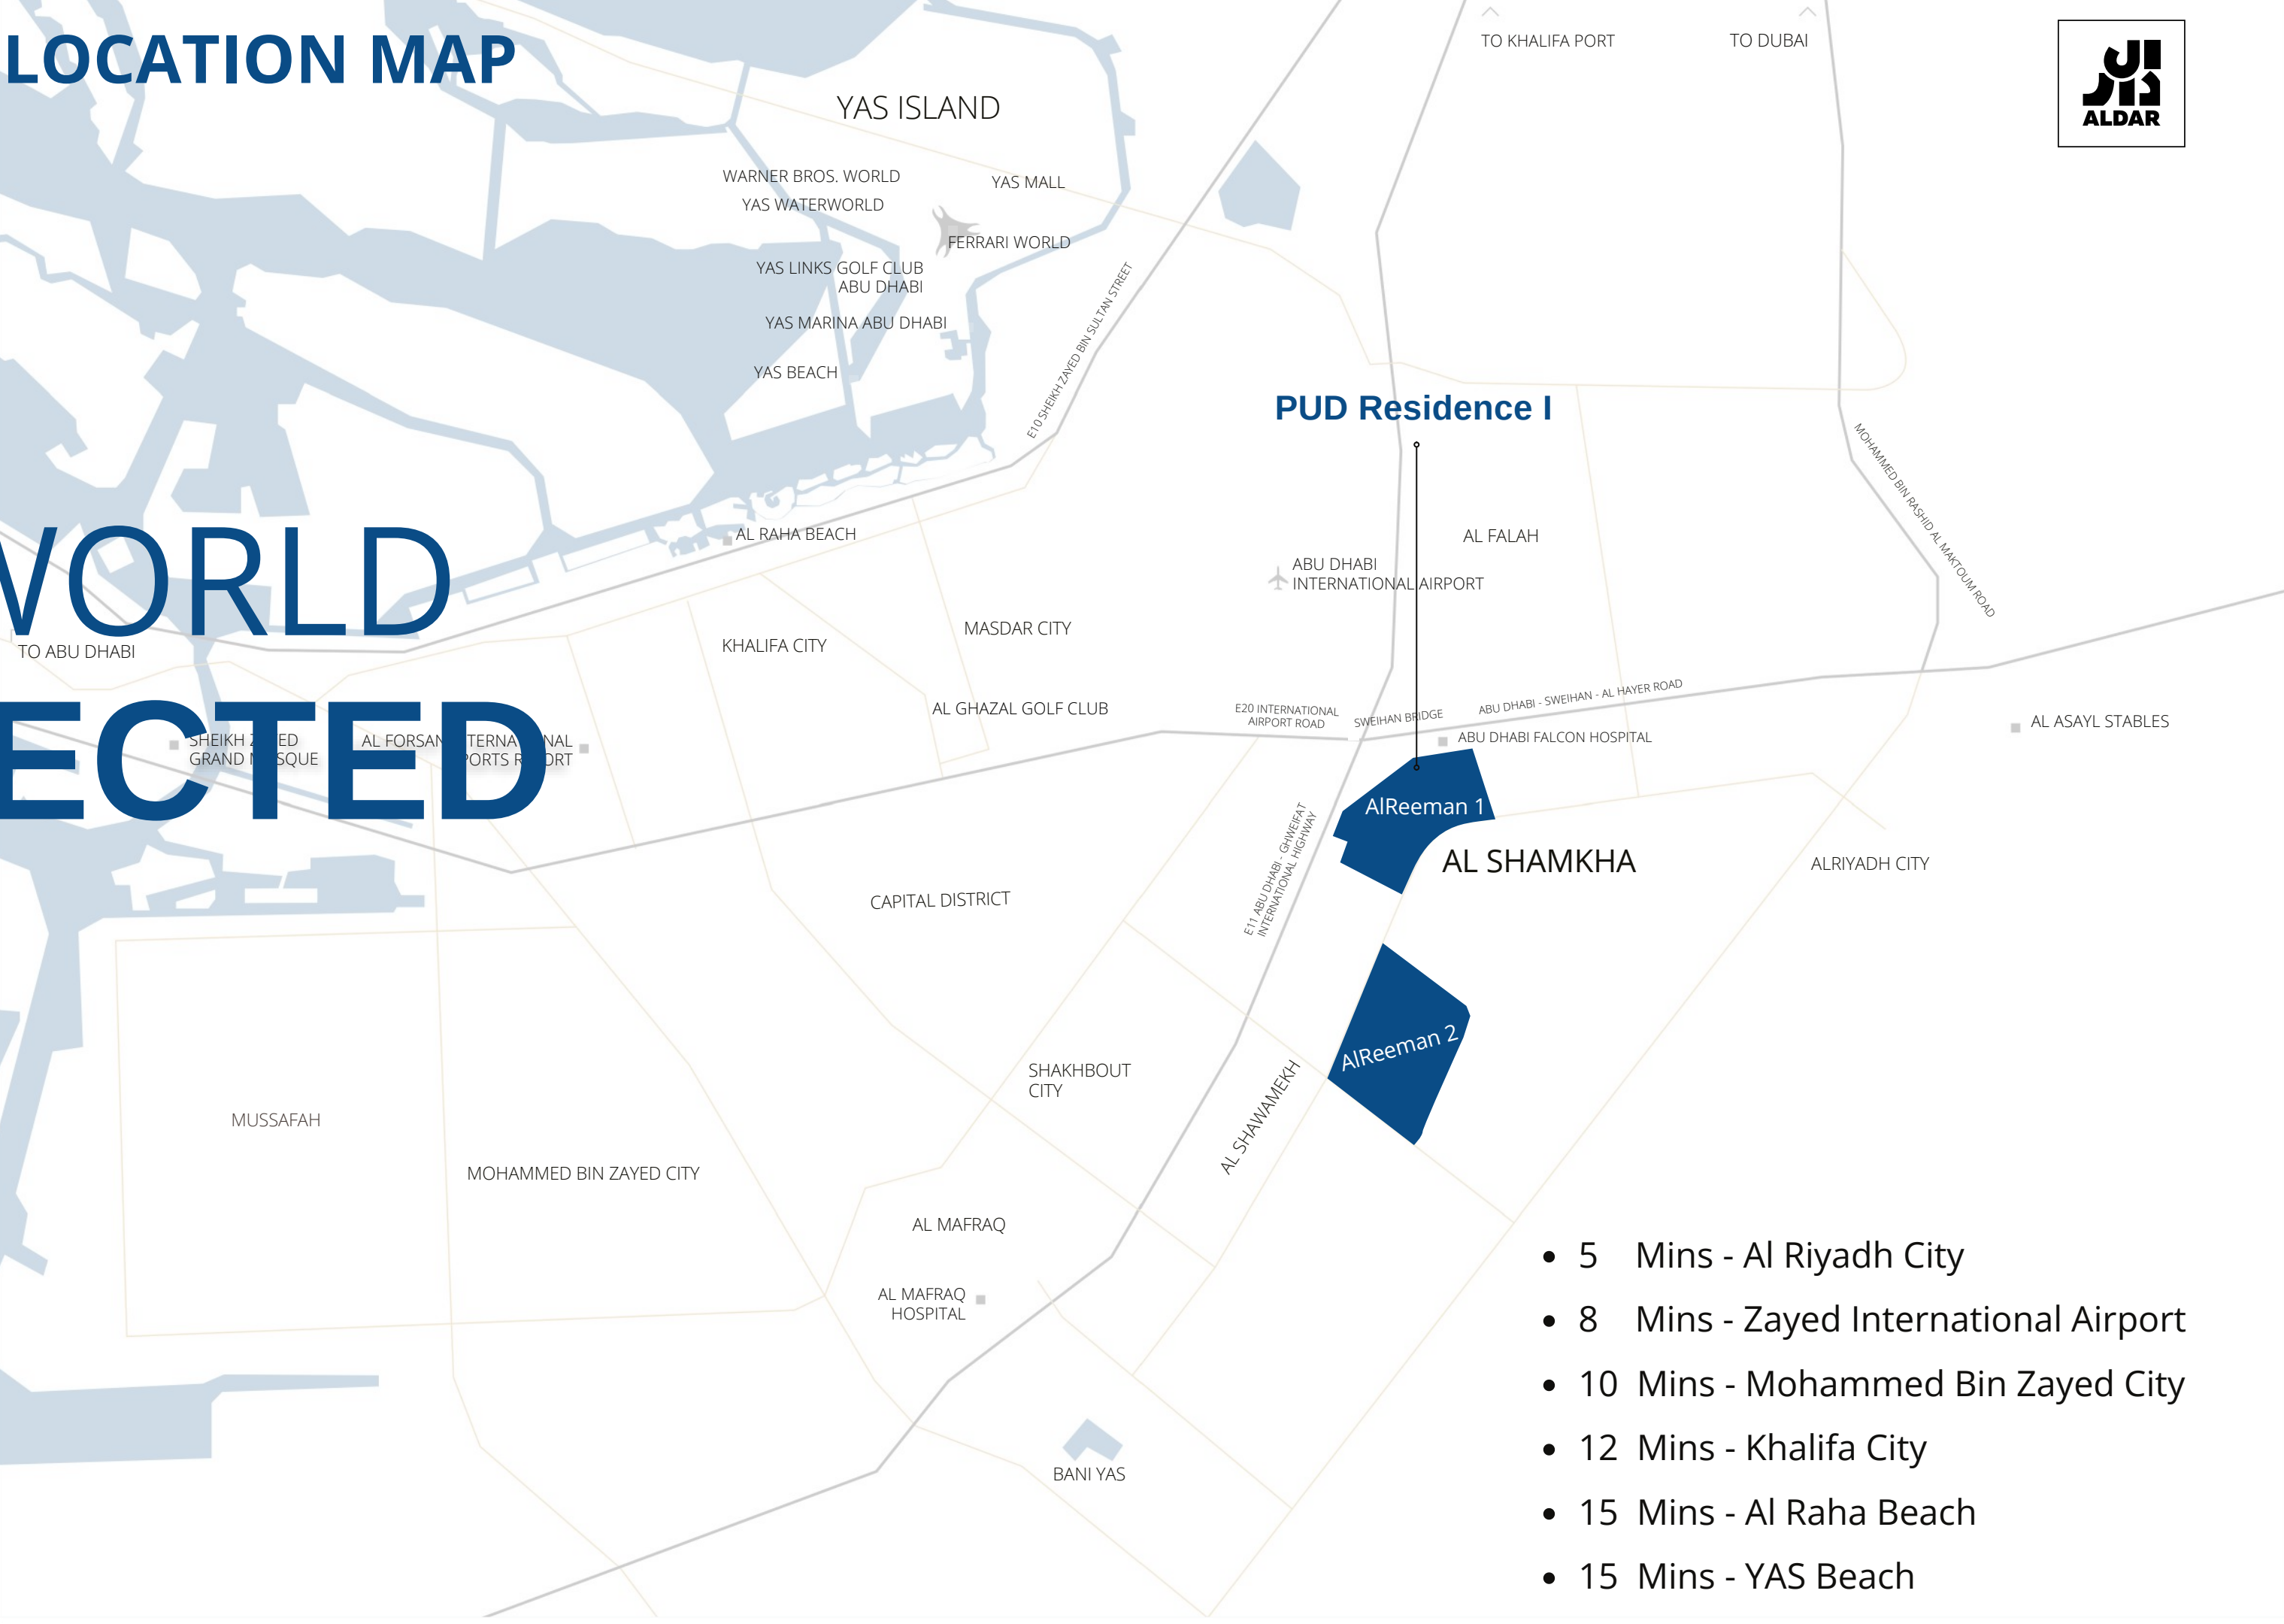 LOCATION MAP
TO KHALIFA PORT
TO DUBAI
ALDAR
YAS ISLAND
WARNER BROS. WORLD
YAS MALL
YAS WATERWORLD
FERRARI WORLD
YAS LINKS GOLF CLUB
ABU DHABI
YAS MARINA ABU DHABI
YAS BEACH
E10 SHEIKH ZAYED BIN SULTAN STREET
PUD Residence I
MOHAMMED BIN RASHID AL MAKTOUM ROAD
AL RAHA BEACH
AL FALAH
ABU DHABI
INTERNATIONAL AIRPORT
WORLD
TO ABU DHABI
KHALIFA CITY
MASDAR CITY
AL GHAZAL GOLF CLUB
E20 INTERNATIONAL
AIRPORT ROAD
SWEIHAN BRIDGE
ABU DHABI - SWEIHAN - AL HAYER ROAD
ABU DHABI FALCON HOSPITAL
AL ASAYL STABLES
ECTED
SHEIKH
GRAND
AL FORSAN
AlReeman 1
AL SHAMKHA
ALRIYADH CITY
E11 ABU DHABI - GHWEIFAT
INTERNATIONAL HIGHWAY
CAPITAL DISTRICT
AlReeman 2
SHAKHBOUT
CITY
AL SHAWAMEKH
MUSSAFAH
MOHAMMED BIN ZAYED CITY
AL MAFRAQ
AL MAFRAQ
HOSPITAL
BANI YAS
• 5 Mins - Al Riyadh City
• 8 Mins - Zayed International Airport
• 10 Mins - Mohammed Bin Zayed City
• 12 Mins - Khalifa City
• 15 Mins - Al Raha Beach
• 15 Mins - YAS Beach